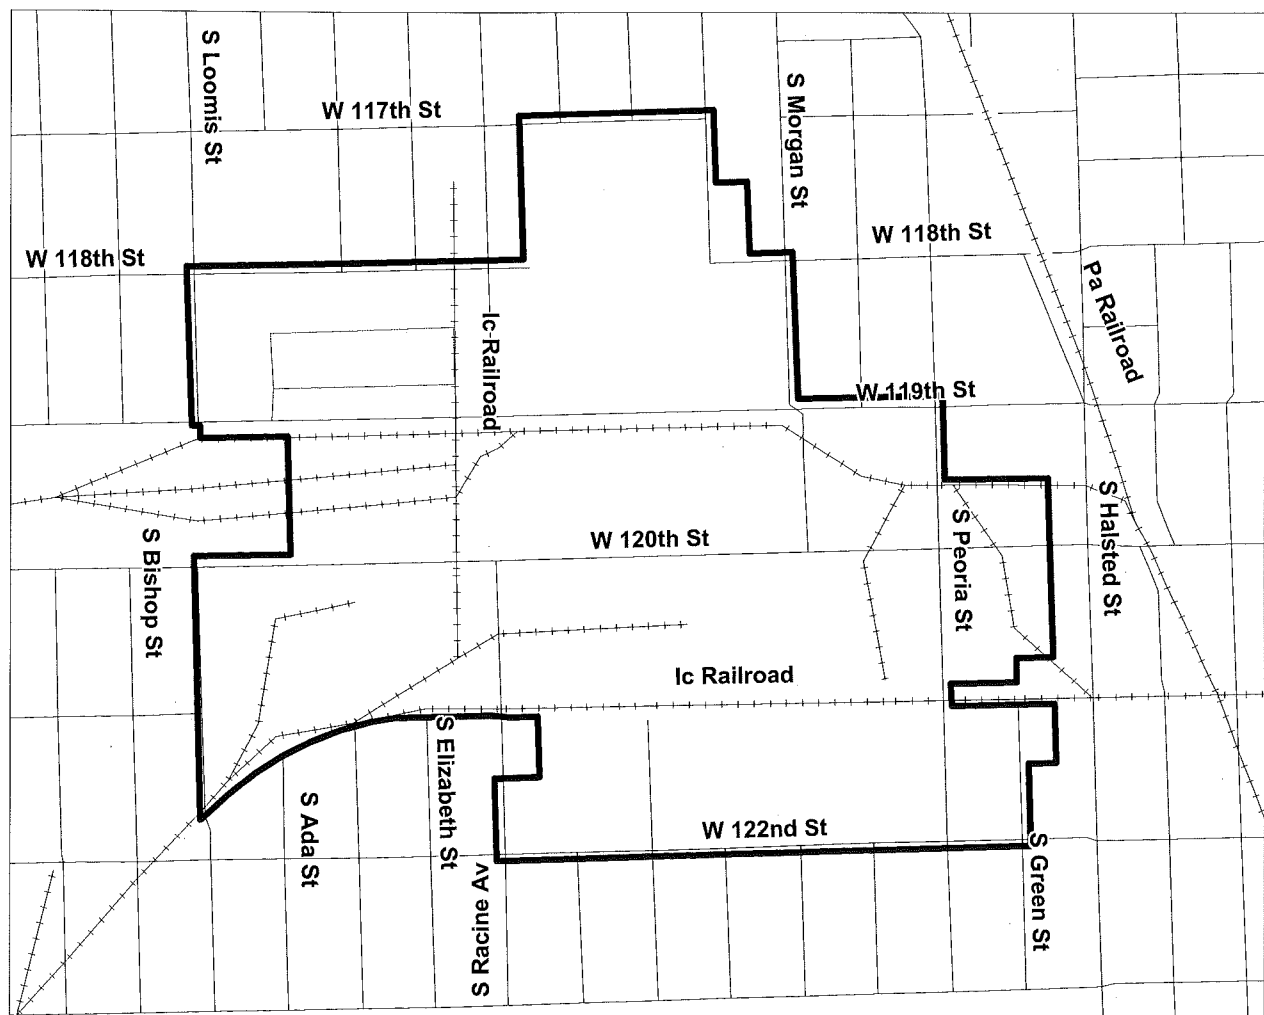 S Loomis St
W 117th St
S Morgan St
W 118th St
W 118th St
Pa Railroad
Ic Railroad
W 119th St
S Halsted St
S Bishop St
W 120th St
S Peoria St
Ic Railroad
S Elizabeth St
S Ada St
W 122nd St
S Racine Av
S Green St